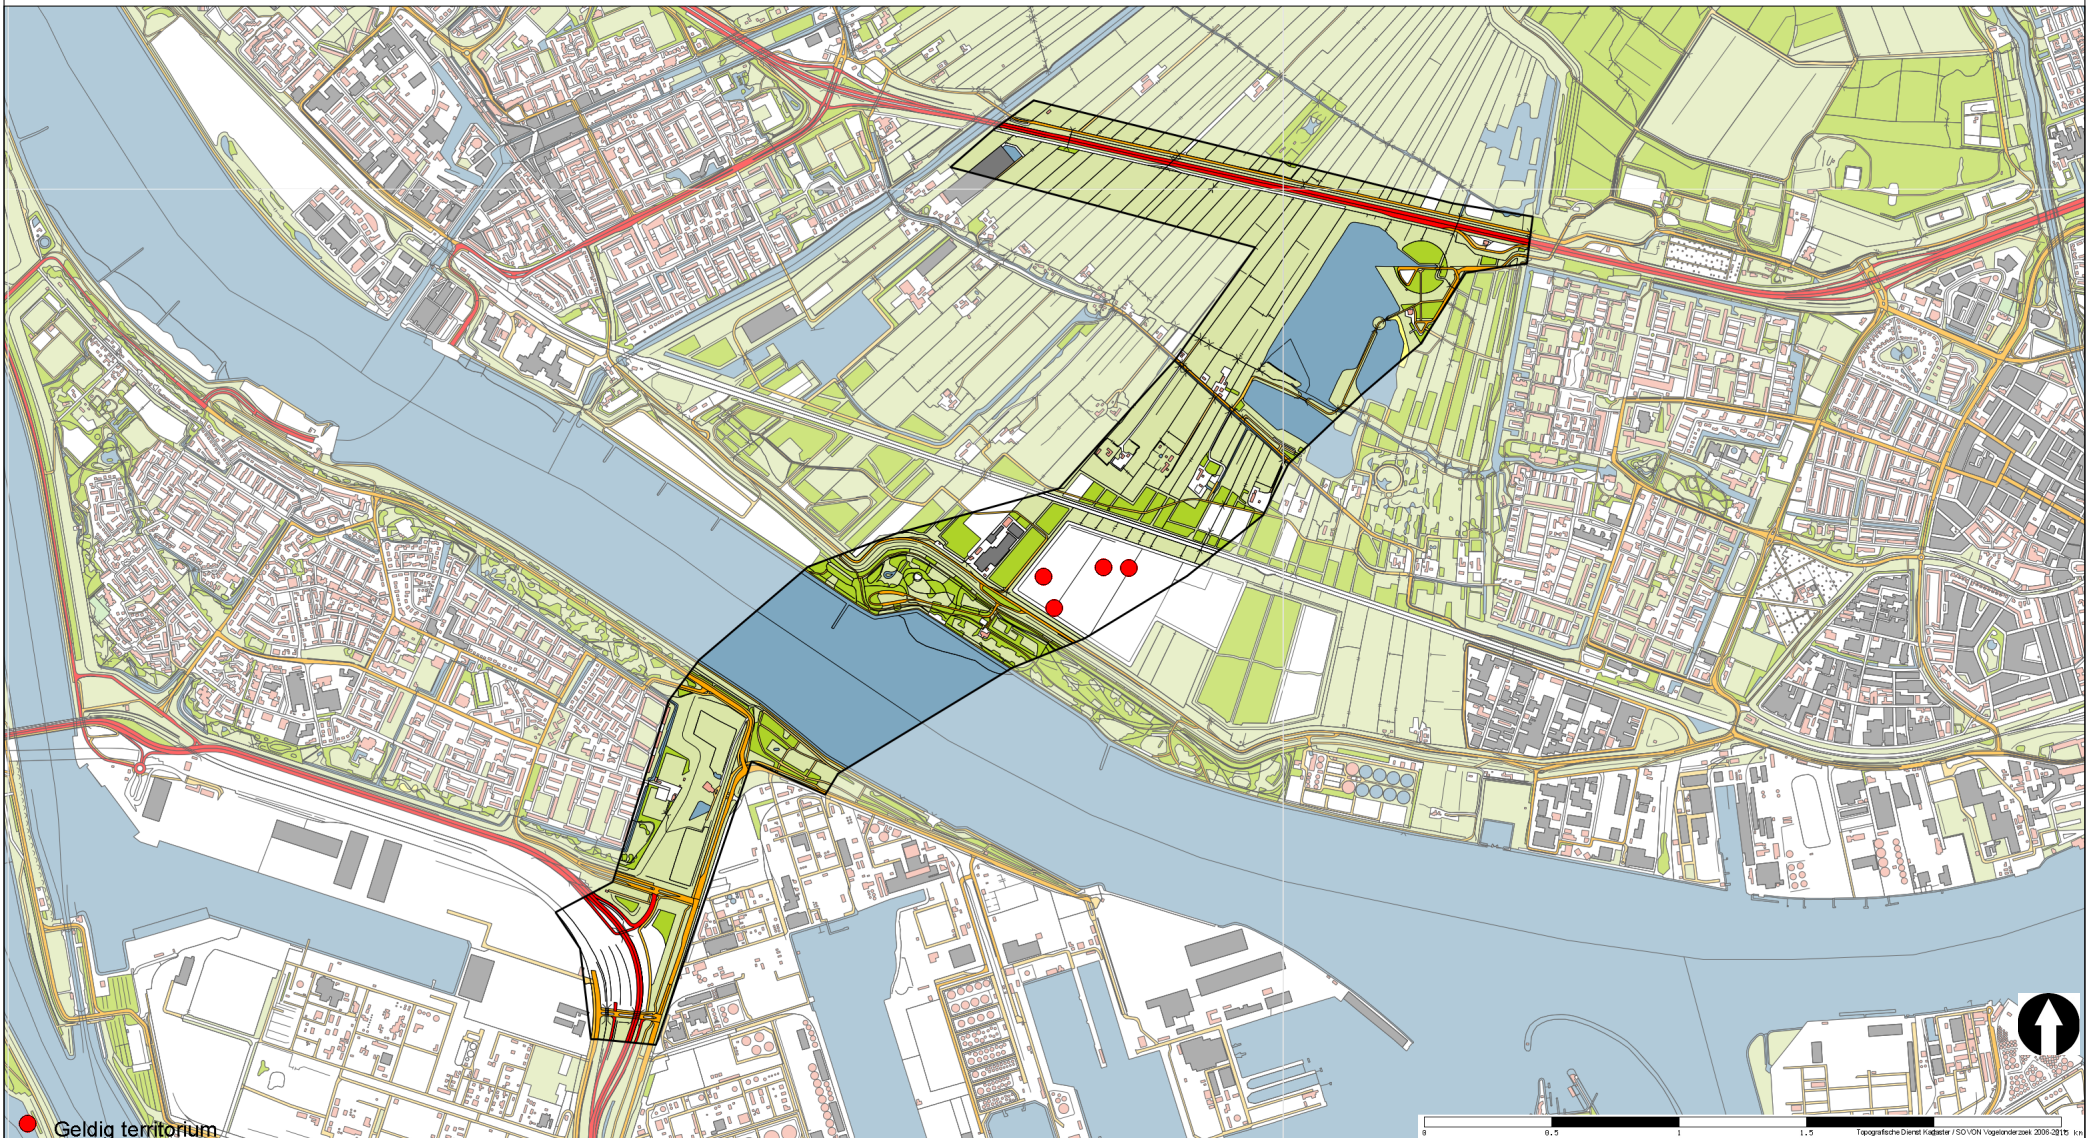 Geldig territorium
0 0.5 1 1.5
Topografische Dienst Kadaster / SOVON Vogelonderzoek 2006-2015 km